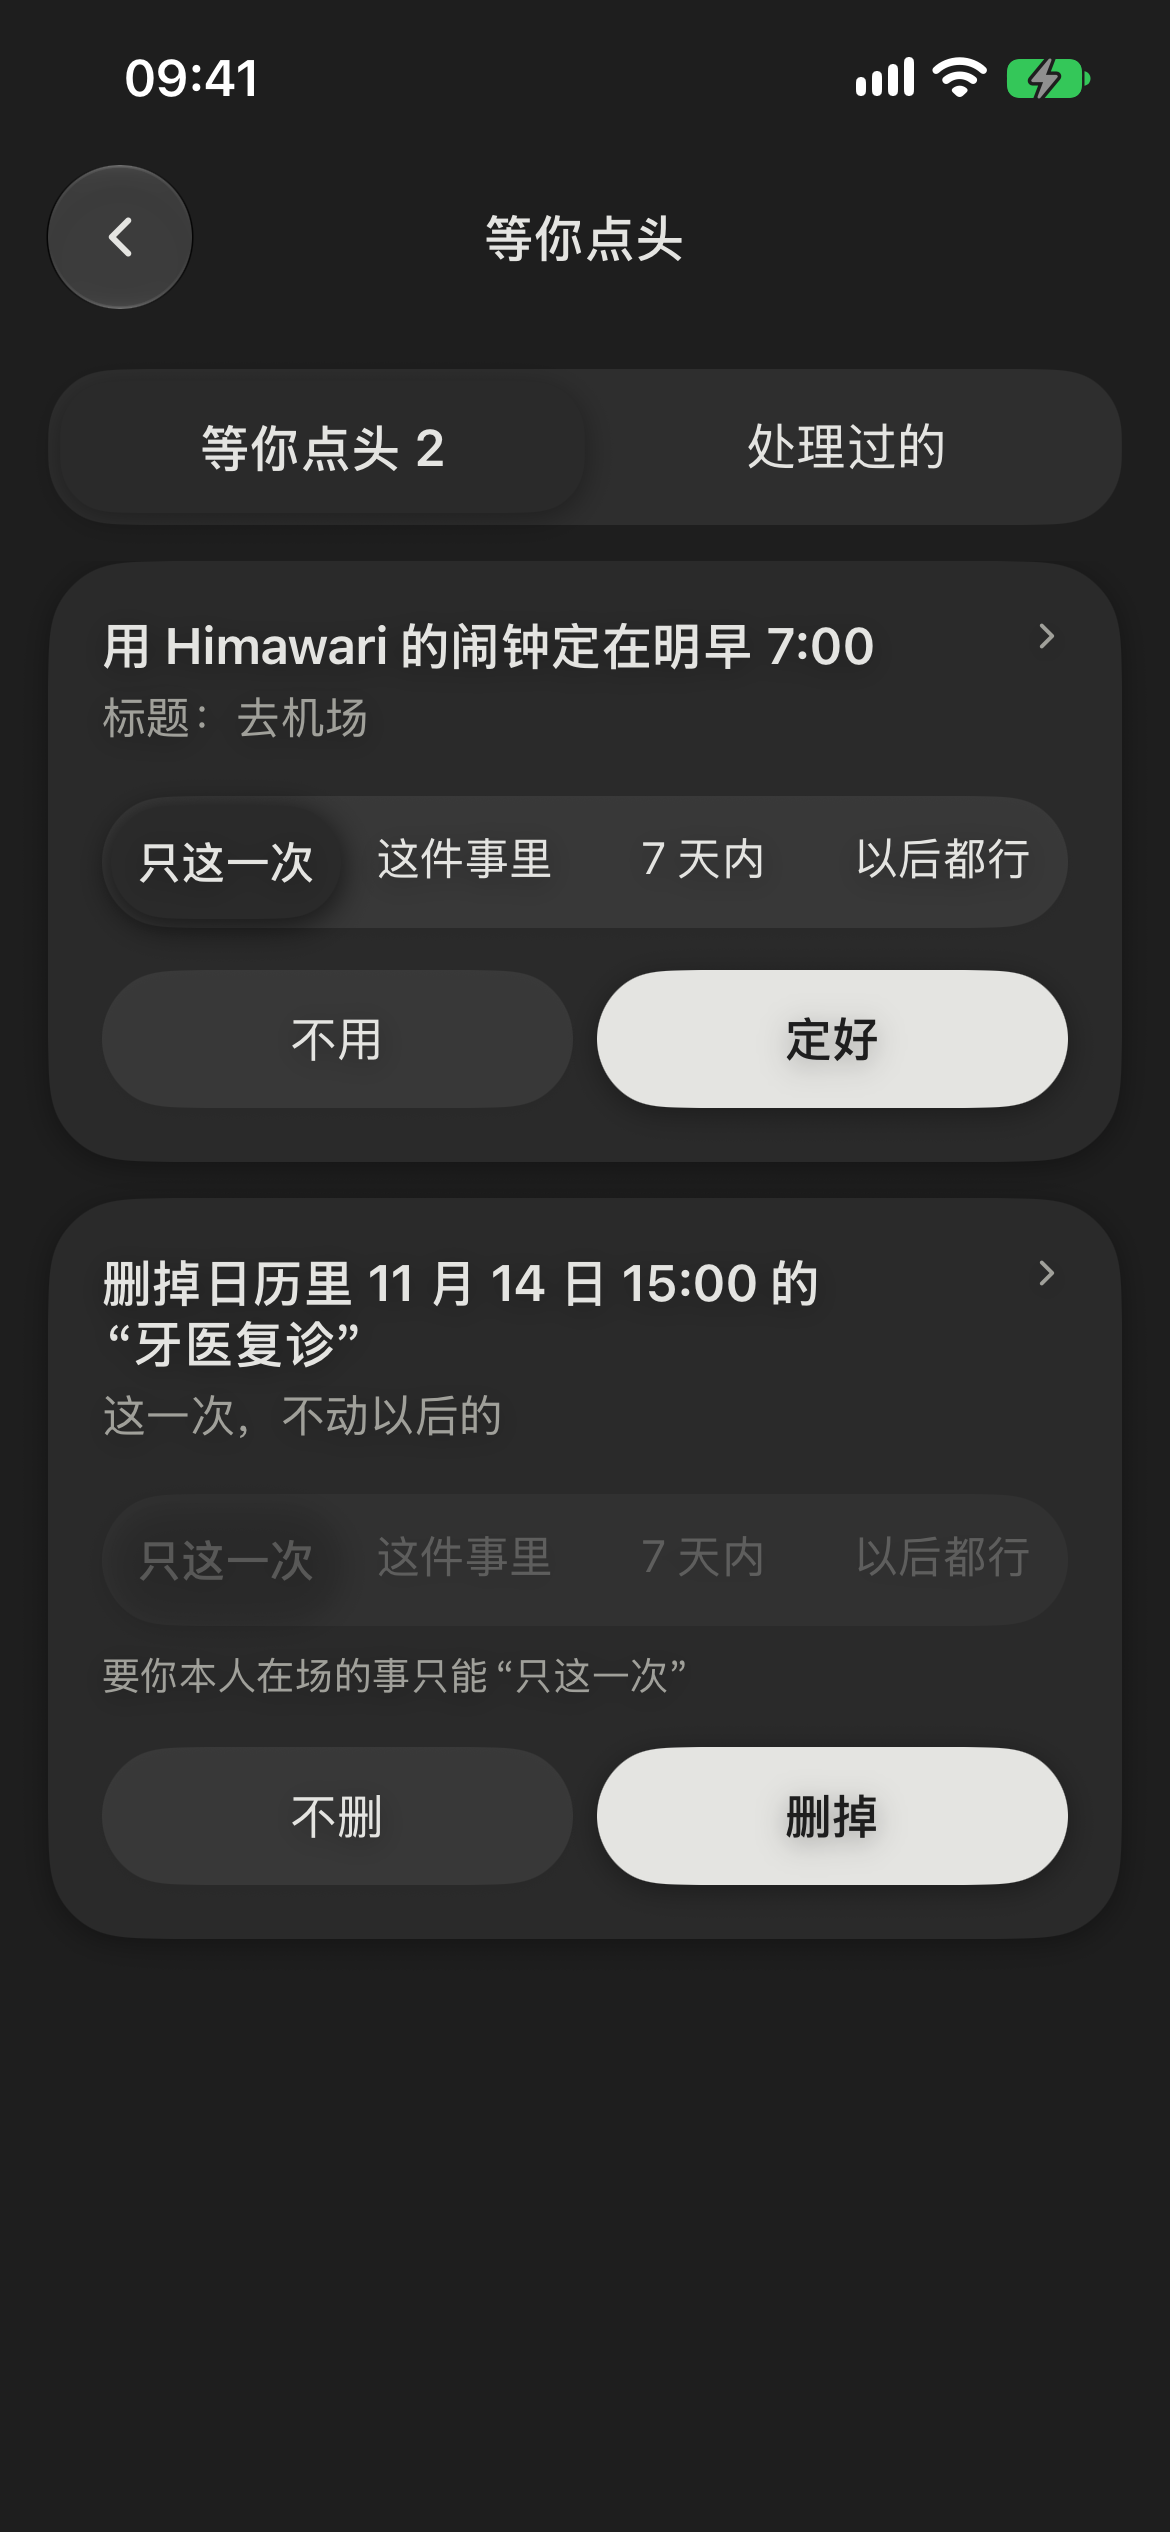 09:41
等你点头
等你点头 2
处理过的
用 Himawari 的闹钟定在明早 7:00
标题：去机场
只这一次
这件事里
7 天内
以后都行
不用
定好
删掉日历里 11 月 14 日 15:00 的
“牙医复诊”
这一次，不动以后的
只这一次
这件事里
7 天内
以后都行
要你本人在场的事只能“只这一次”
不删
删掉